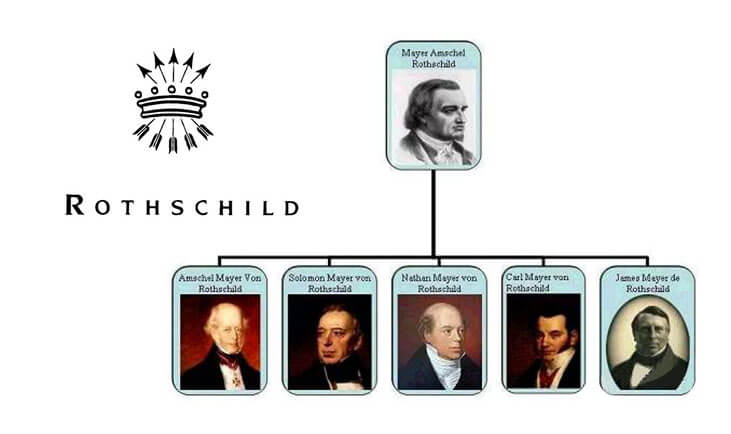 Mayer Amschel
Rothschild
ROTHSCHILD
Amschel Mayer Von
Rothschild
Solomon Mayer von
Rothschild
Nathan Mayer von
Rothschild
Carl Mayer von
Rothschild
James Mayer de
Rothschild